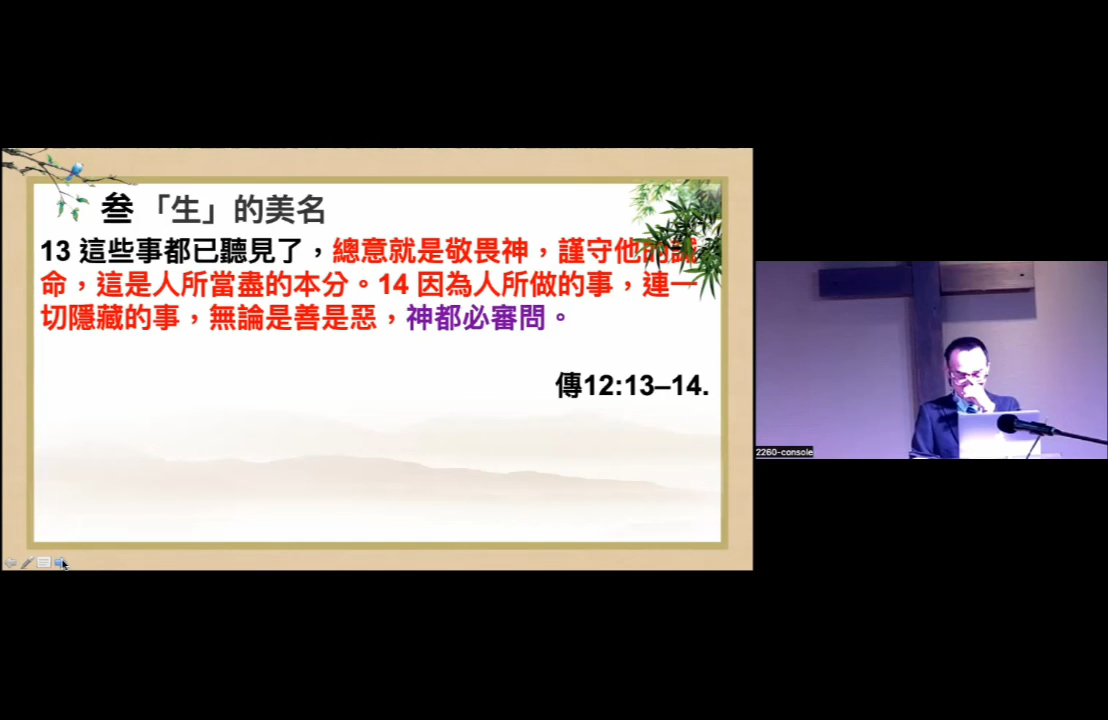 叁 「生」的美名
13 這些事都已聽見了，總意就是敬畏神，謹守他的誡
命，這是人所當盡的本分。14 因為人所做的事，連一
切隱藏的事，無論是善是惡，神都必審問。
傳12:13–14.
2260-console